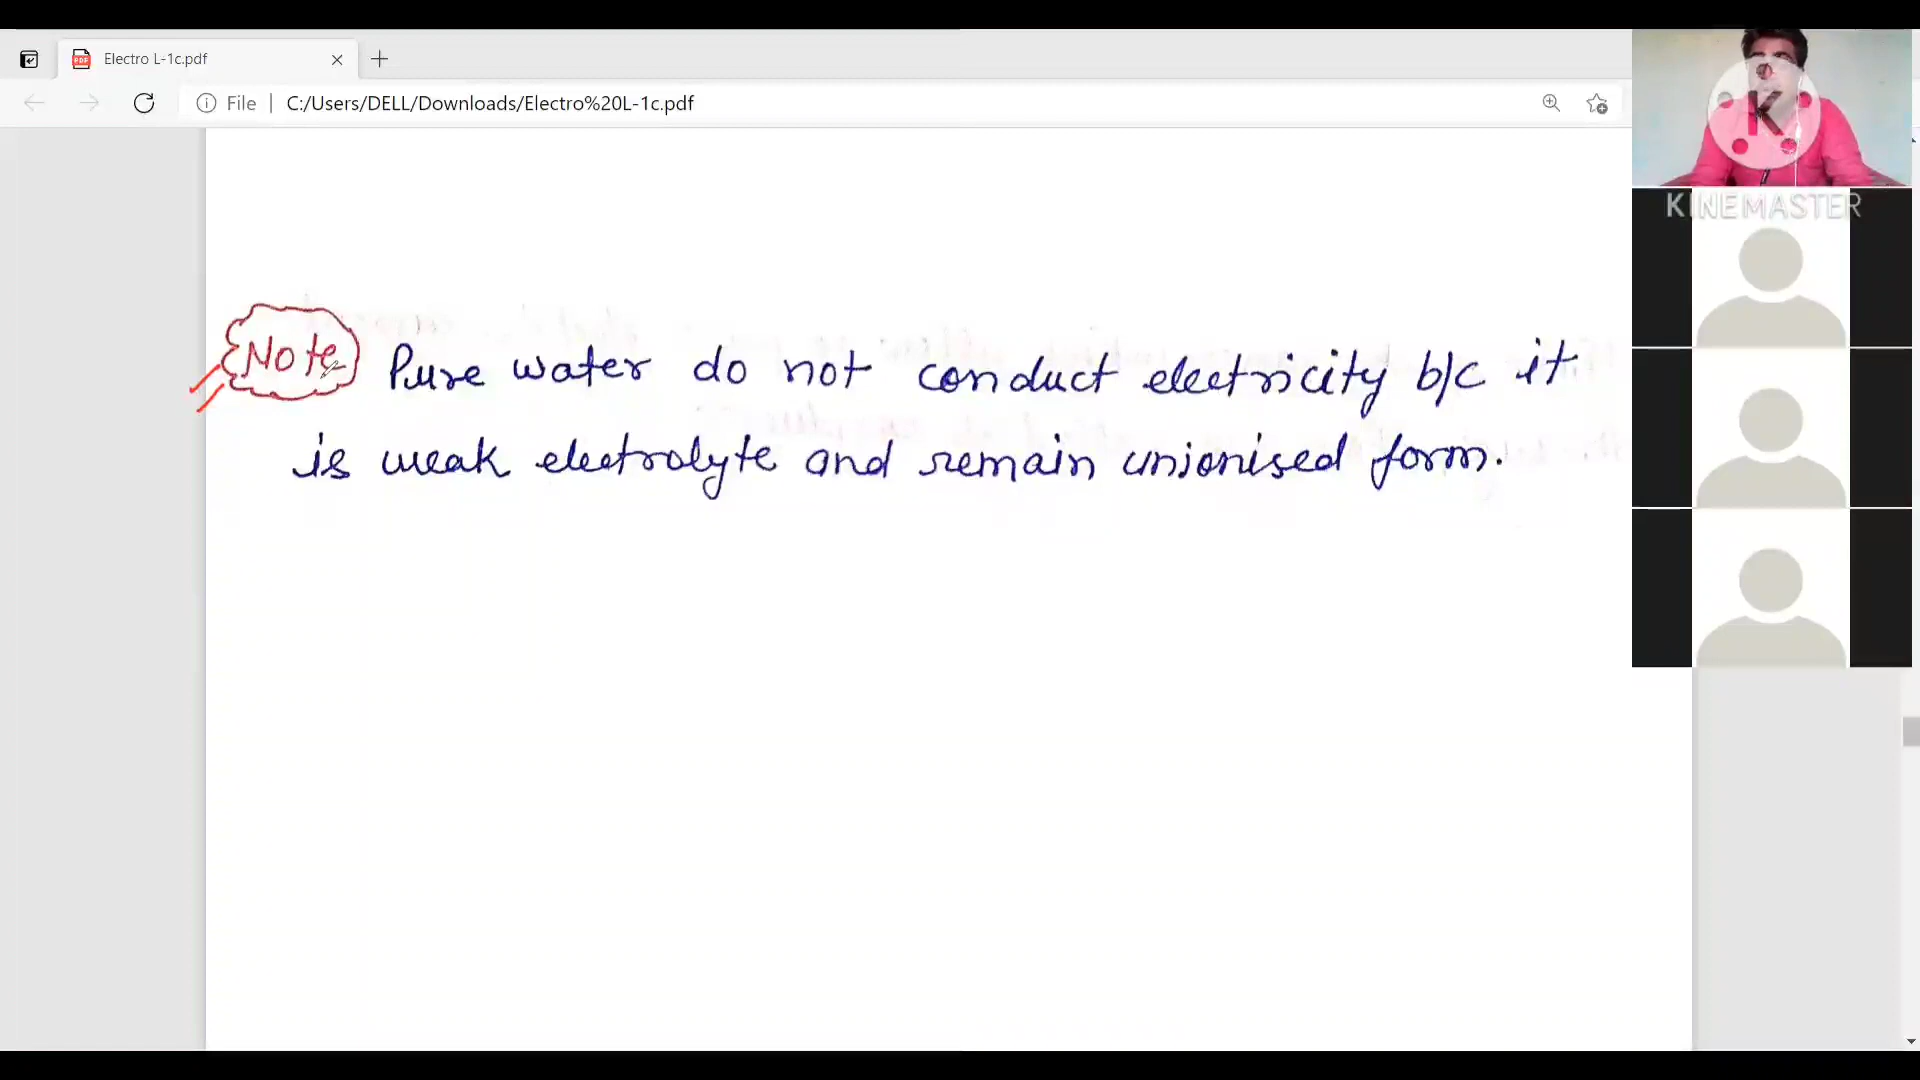 Electro L-1c.pdf
File | C:/Users/DELL/Downloads/Electro%20L-1c.pdf
K
KINEMASTER
Note Pure water do not conduct electricity b/c it
is weak electrolyte and remain unionised form.